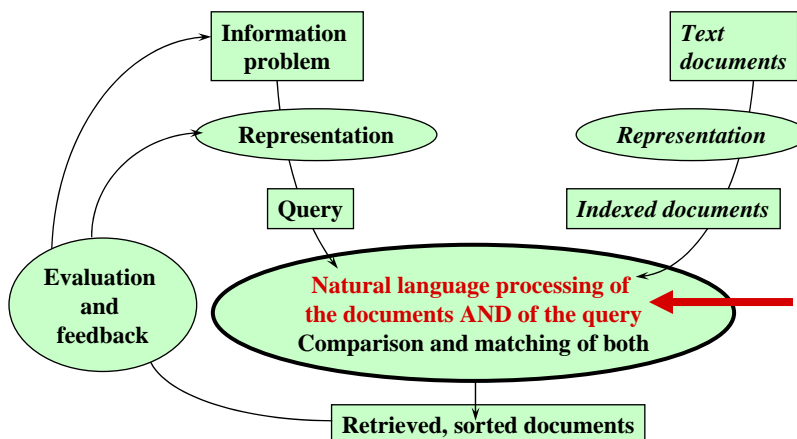 Information
problem
Text
documents
Representation
Representation
Query
Indexed documents
Evaluation
and
feedback
Natural language processing of
the documents AND of the query
Comparison and matching of both
Retrieved, sorted documents